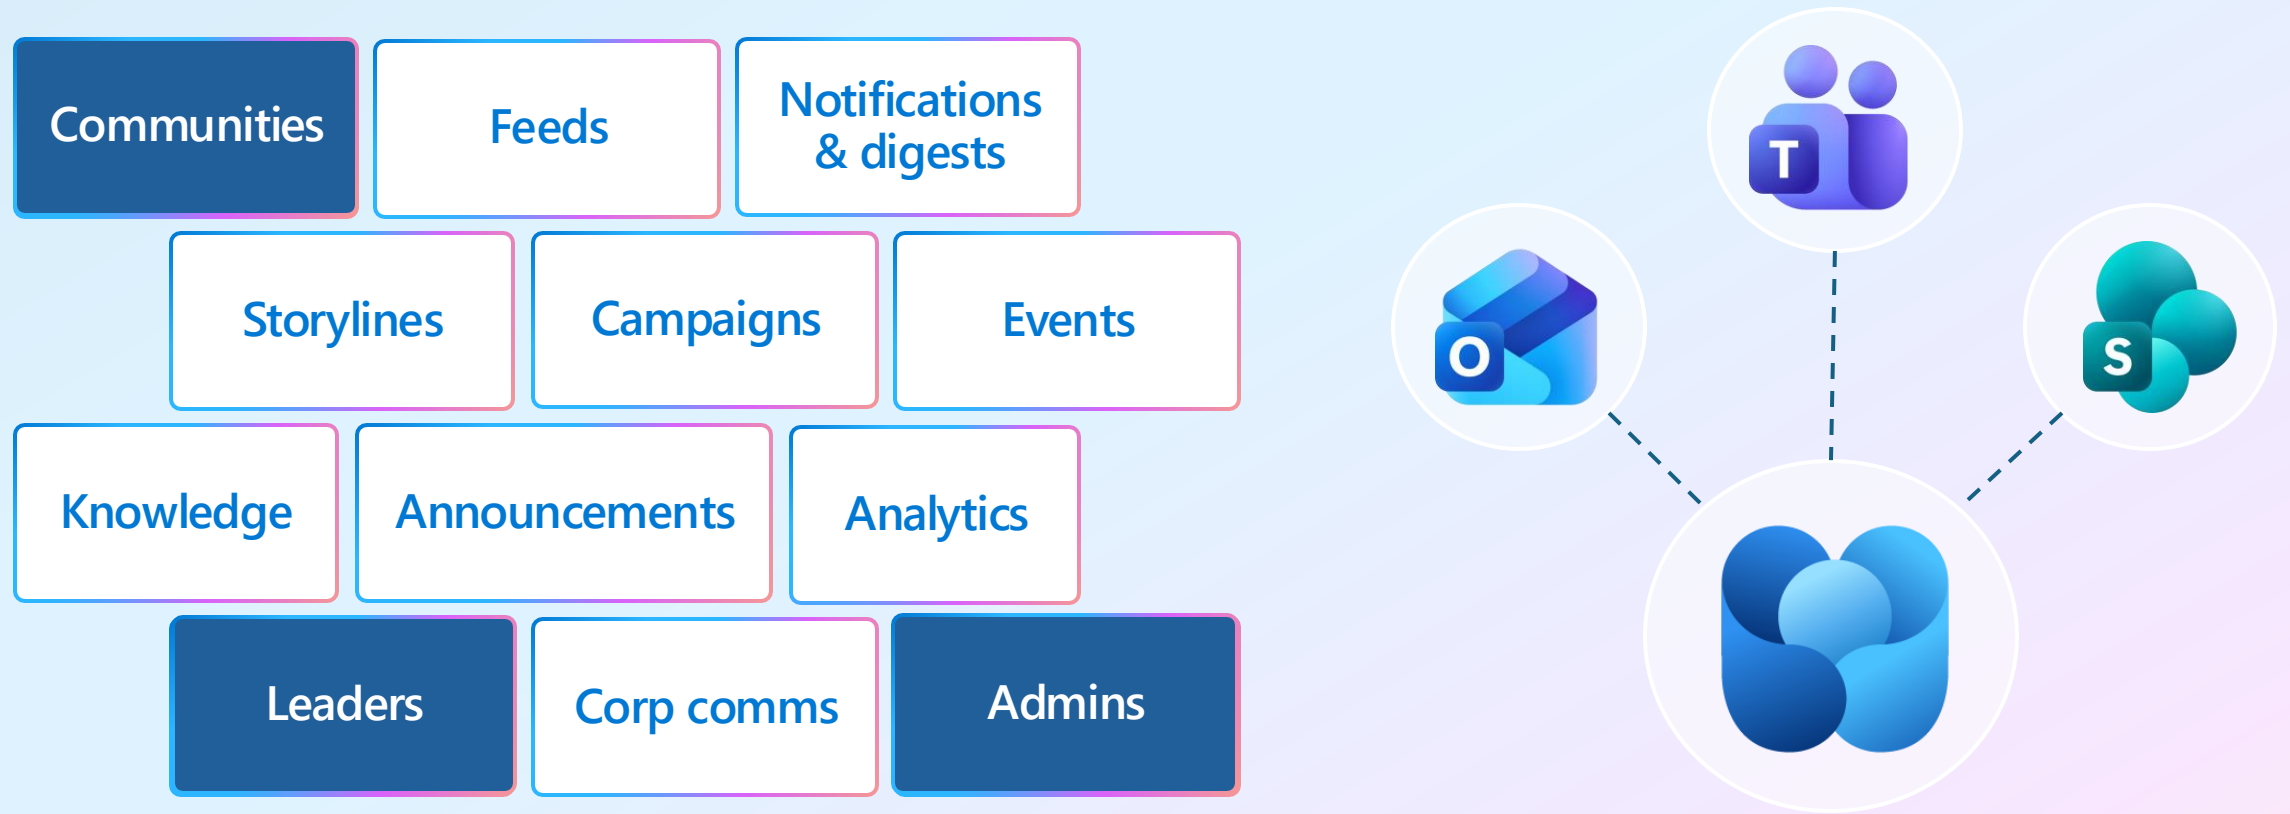 Communities
Feeds
Notifications
& digests
Storylines
Campaigns
Events
Knowledge
Announcements
Analytics
Leaders
Corp comms
Admins
T
O
S